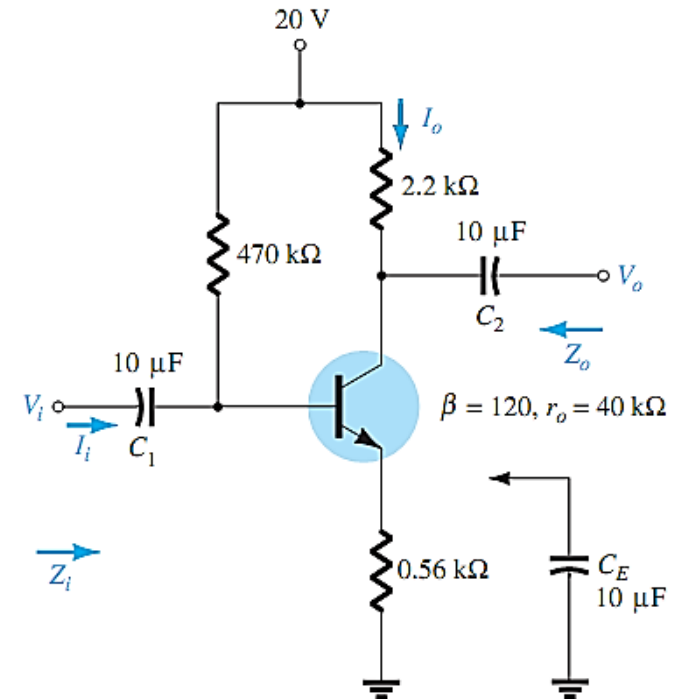 20 V
I_o
2.2 kΩ
10 µF
470 kΩ
V_o
C_2
Z_o
10 µF
V_i
β = 120, r_o = 40 kΩ
I_i
C_1
Z_i
0.56 kΩ
C_E
10 µF